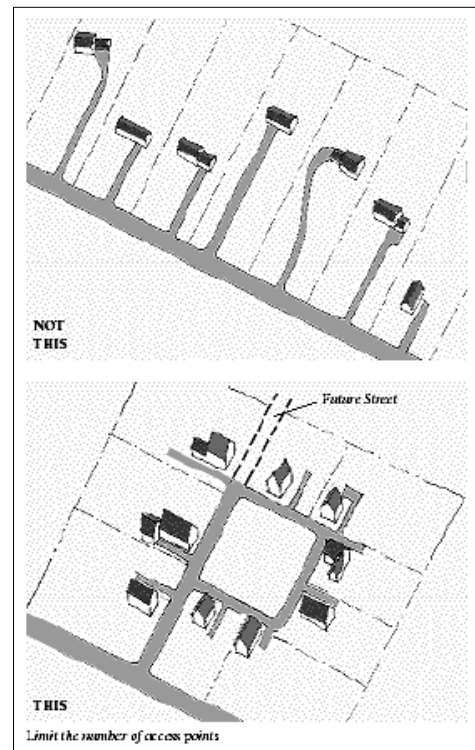 NOT
THIS
Future Street
THIS
Limit the number of access points